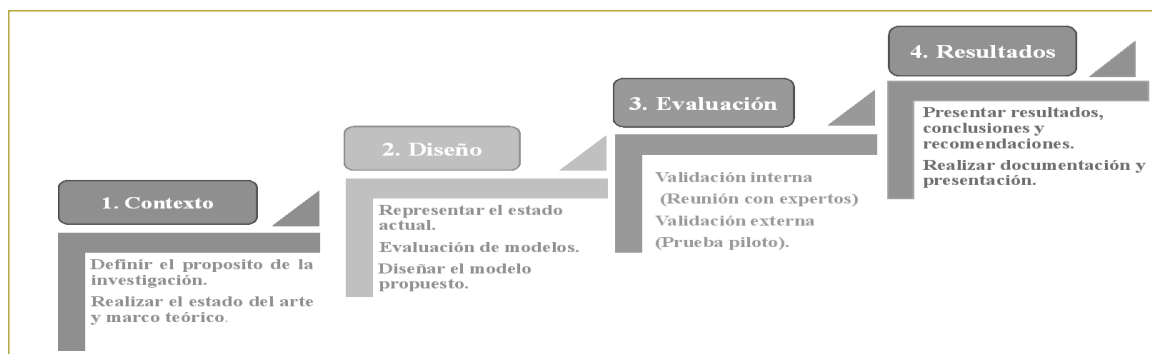 1. Contexto
Definir el proposito de la
investigación.
Realizar el estado del arte
y marco teórico.
2. Diseño
Representar el estado
actual.
Evaluación de modelos.
Diseñar el modelo
propuesto.
3. Evaluación
Validación interna
(Reunión con expertos)
Validación externa
(Prueba piloto).
4. Resultados
Presentar resultados,
conclusiones y
recomendaciones.
Realizar documentación y
presentación.